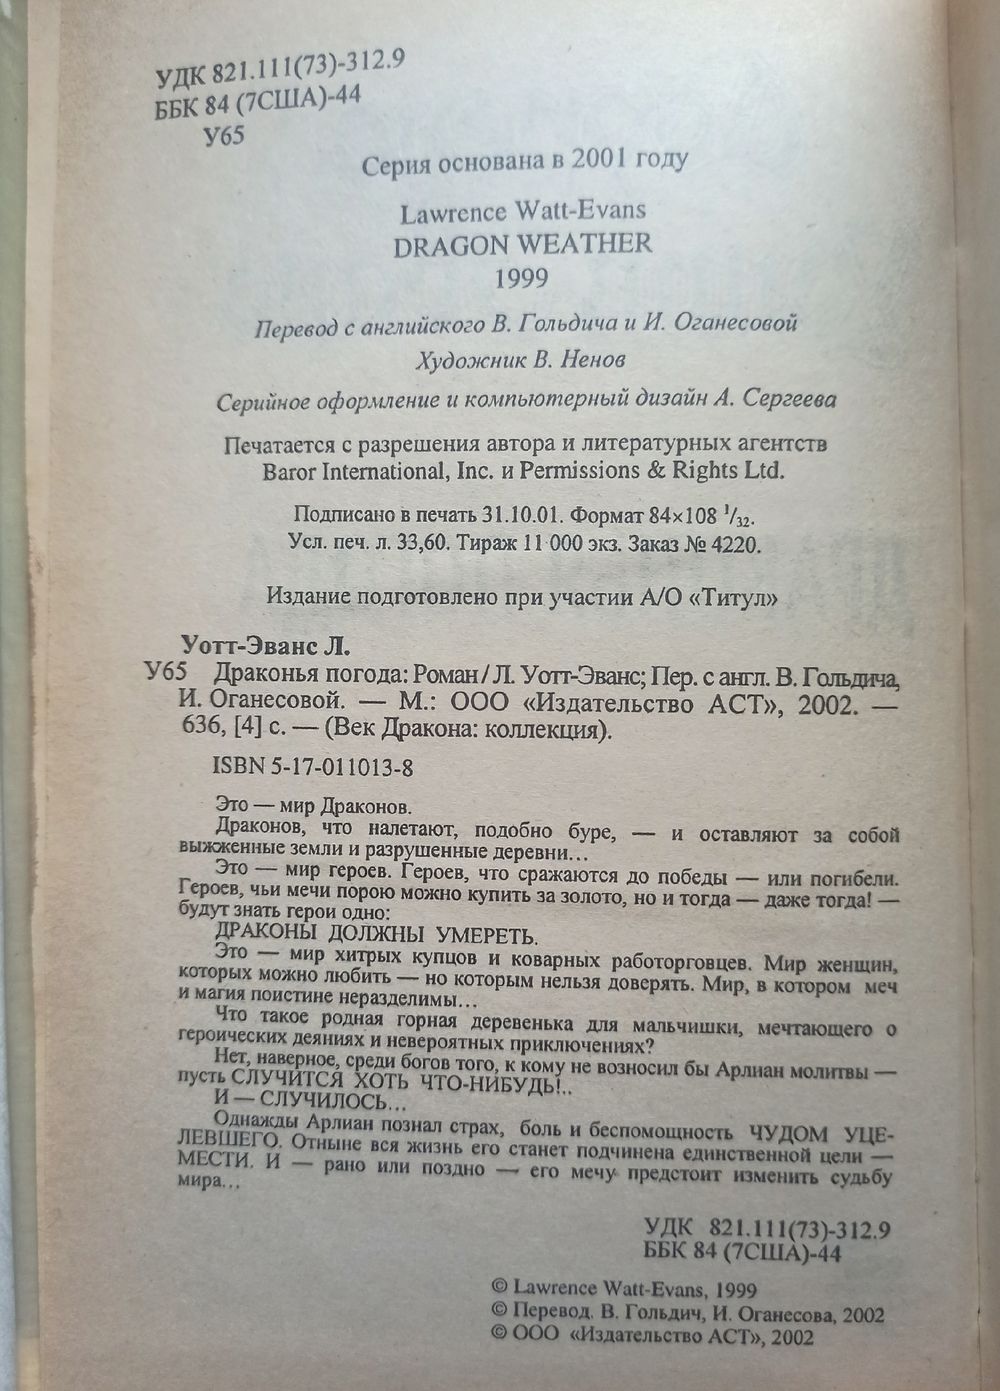 УДК 821.111(73)-312.9
ББК 84 (7США)-44
У65
Серия основана в 2001 году
Lawrence Watt-Evans
DRAGON WEATHER
1999
Перевод с английского В. Гольдича и И. Оганесовой
Художник В. Ненов
Серийное оформление и компьютерный дизайн А. Сергеева
Печатается с разрешения автора и литературных агентств
Baror International, Inc. и Permissions & Rights Ltd.
Подписано в печать 31.10.01. Формат 84×108 1/32.
Усл. печ. л. 33,60. Тираж 11 000 экз. Заказ № 4220.
Издание подготовлено при участии А/О «Титул»
Уотт-Эванс Л.
У65 Драконья погода: Роман / Л. Уотт-Эванс; Пер. с англ. В. Гольдича,
И. Оганесовой. — М.: ООО «Издательство АСТ», 2002. —
636, [4] с. — (Век Дракона: коллекция).
ISBN 5-17-011013-8
Это — мир Драконов.
Драконов, что налетают, подобно буре, — и оставляют за собой
выжженные земли и разрушенные деревни...
Это — мир героев. Героев, что сражаются до победы — или погибели.
Героев, чьи мечи порою можно купить за золото, но и тогда — даже тогда! —
будут знать герои одно:
ДРАКОНЫ ДОЛЖНЫ УМЕРЕТЬ.
Это — мир хитрых купцов и коварных работорговцев. Мир женщин,
которых можно любить — но которым нельзя доверять. Мир, в котором меч
и магия поистине неразделимы...
Что такое родная горная деревенька для мальчишки, мечтающего о
героических деяниях и невероятных приключениях?
Нет, наверное, среди богов того, к кому не возносил бы Арлиан молитвы —
пусть СЛУЧИТСЯ ХОТЬ ЧТО-НИБУДЬ!..
И — СЛУЧИЛОСЬ...
Однажды Арлиан познал страх, боль и беспомощность ЧУДОМ УЦЕ-
ЛЕВШЕГО. Отныне вся жизнь его станет подчинена единственной цели —
МЕСТИ. И — рано или поздно — его мечу предстоит изменить судьбу
мира...
УДК 821.111(73)-312.9
ББК 84 (7США)-44
© Lawrence Watt-Evans, 1999
© Перевод. В. Гольдич, И. Оганесова, 2002
© ООО «Издательство АСТ», 2002